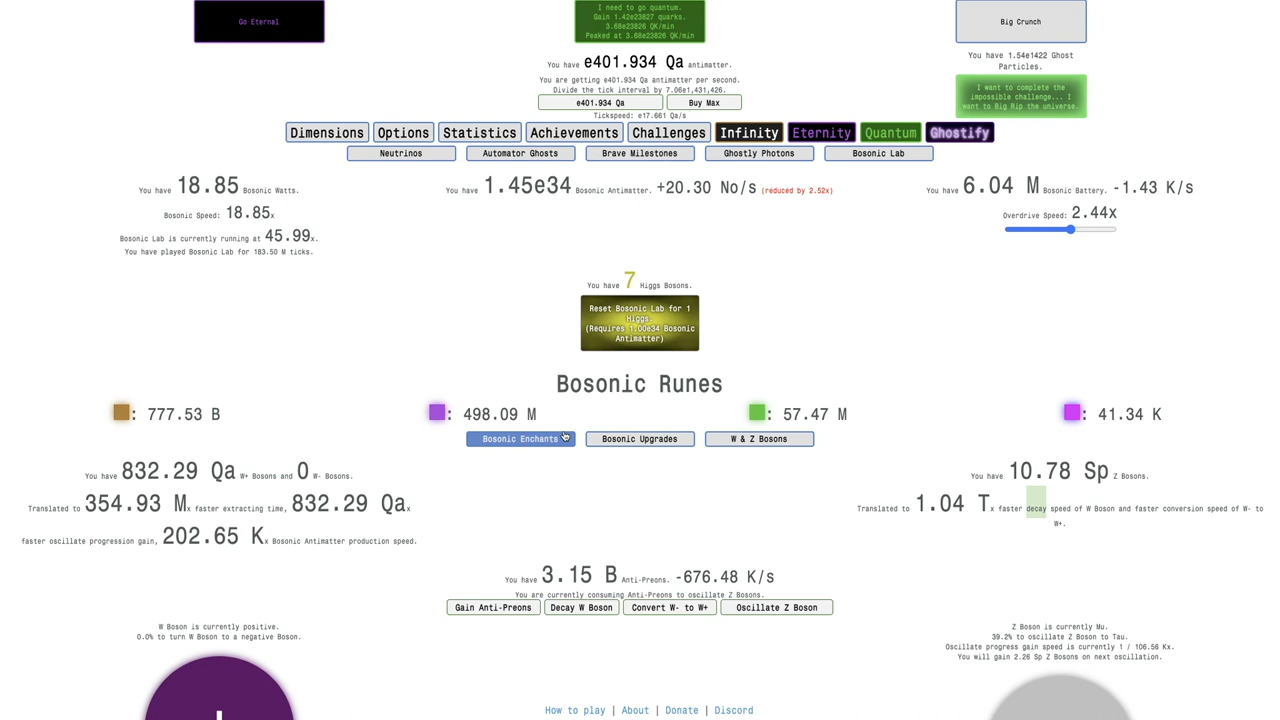 Go Eternal
I need to go quantum.
Gain 1.42e23827 quarks.
3.68e23826 QK/min
Peaked at 3.68e23826 QK/min
Big Crunch
You have e401.934 Qa antimatter.
You have 1.54e1422 Ghost
Particles.
You are getting e401.934 Qa antimatter per second.
Divide the tick interval by 7.06e1,431,426.
I want to complete the
impossible challenge... I
want to Big Rip the universe.
e401.934 Qa
Buy Max
Tickspeed: e17.661 Qa/s
Dimensions
Options
Statistics
Achievements
Challenges
Infinity
Eternity
Quantum
Ghostify
Neutrinos
Automator Ghosts
Brave Milestones
Ghostly Photons
Bosonic Lab
You have 18.85 Bosonic Watts.
You have 1.45e34 Bosonic Antimatter. +20.30 No/s (reduced by 2.52x)
You have 6.04 M Bosonic Battery. -1.43 K/s
Bosonic Speed: 18.85x
Overdrive Speed: 2.44x
Bosonic Lab is currently running at 45.99x.
You have played Bosonic Lab for 183.50 M ticks.
You have 7 Higgs Bosons.
Reset Bosonic Lab for 1
Higgs.
(Requires 1.00e34 Bosonic
Antimatter)
Bosonic Runes
: 777.53 B
: 498.09 M
: 57.47 M
: 41.34 K
Bosonic Enchants
Bosonic Upgrades
W & Z Bosons
You have 832.29 Qa W+ Bosons and 0 W- Bosons.
Translated to 354.93 Mx faster extracting time, 832.29 Qax
faster oscillate progression gain, 202.65 Kx Bosonic Antimatter production speed.
You have 10.78 Sp Z Bosons.
Translated to 1.04 Tx faster decay speed of W Boson and faster conversion speed of W- to
W+.
You have 3.15 B Anti-Preons. -676.48 K/s
You are currently consuming Anti-Preons to oscillate Z Bosons.
Gain Anti-Preons
Decay W Boson
Convert W- to W+
Oscillate Z Boson
W Boson is currently positive.
0.0% to turn W Boson to a negative Boson.
Z Boson is currently Mu.
39.2% to oscillate Z Boson to Tau.
Oscillate progress gain speed is currently 1 / 106.56 Kx.
You will gain 2.26 Sp Z Bosons on next oscillation.
How to play | About | Donate | Discord